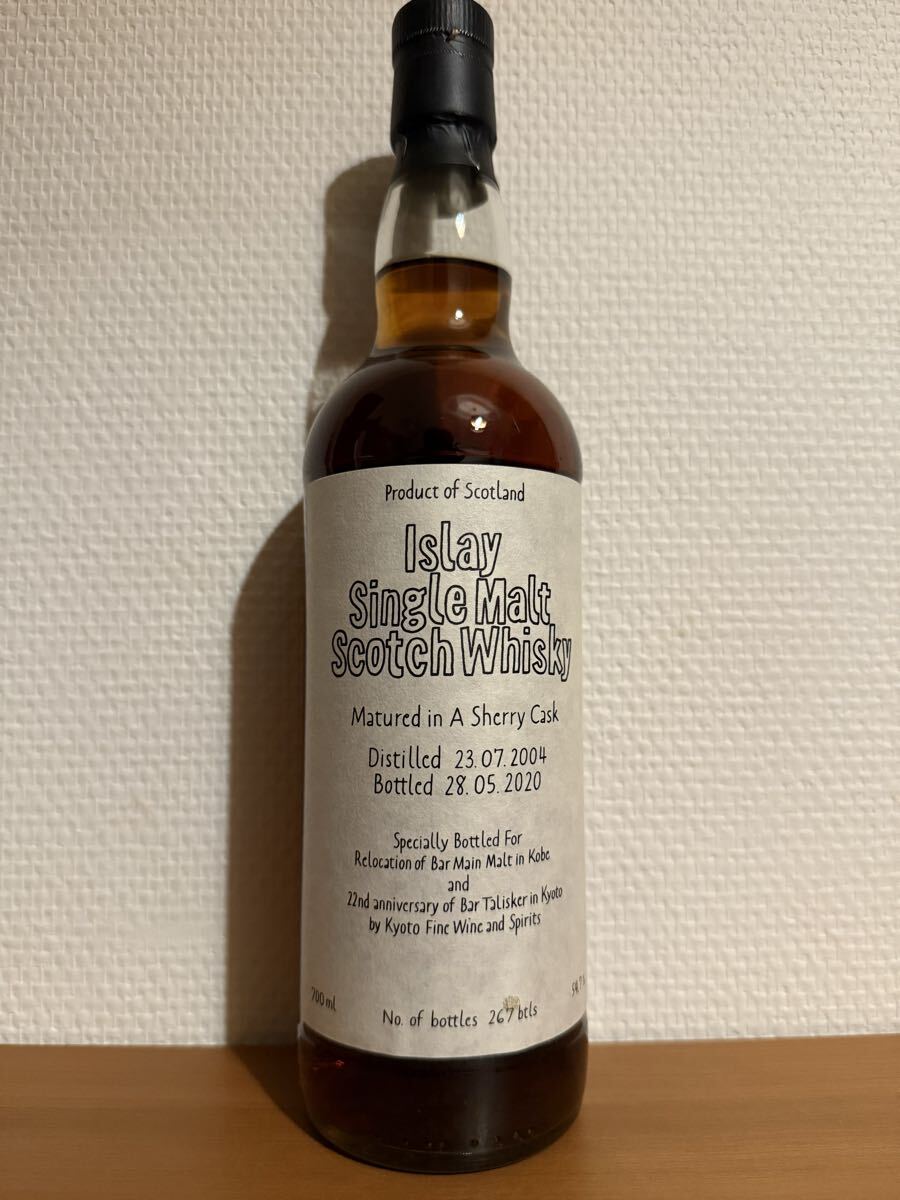 Product of Scotland
Islay
Single Malt
Scotch Whisky
Matured in A Sherry Cask
Distilled 23.07.2004
Bottled 28.05.2020
Specially Bottled For
Relocation of Bar Main Malt in Kobe
and
22nd anniversary of Bar Talisker in Kyoto
by Kyoto Fine Wine and Spirits
700ml
No. of bottles 267 btls